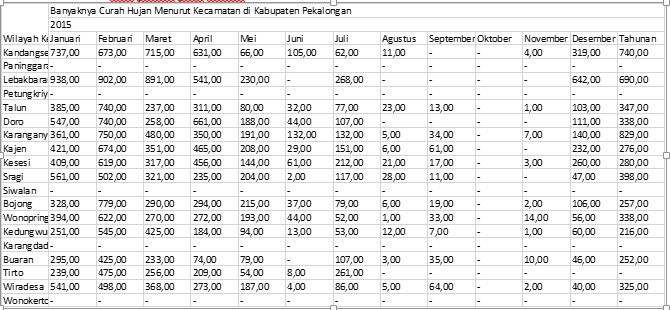 Banyaknya Curah Hujan Menurut Kecamatan di Kabupaten Pekalongan
2015
Wilayah Ke Januari Februari Maret April Mei Juni Juli Agustus September Oktober November Desember Tahunan
Kandangse 737,00 673,00 715,00 631,00 66,00 105,00 62,00 11,00 - - 4,00 319,00 740,00
Paninggara - - - - - - - - - - - - -
Lebakbara 938,00 902,00 891,00 541,00 230,00 - 268,00 - - - 642,00 690,00
Petungkriy - - - - - - - - - - - - -
Talun 385,00 740,00 237,00 311,00 80,00 32,00 77,00 23,00 13,00 - 1,00 103,00 347,00
Doro 547,00 740,00 258,00 661,00 188,00 44,00 107,00 - - - - 111,00 338,00
Karangany 361,00 750,00 480,00 350,00 191,00 132,00 132,00 5,00 34,00 - 7,00 140,00 829,00
Kajen 421,00 674,00 351,00 465,00 208,00 29,00 151,00 6,00 61,00 - - 232,00 276,00
Kesesi 409,00 619,00 317,00 456,00 144,00 61,00 212,00 21,00 17,00 - 3,00 260,00 280,00
Sragi 561,00 502,00 321,00 235,00 204,00 2,00 117,00 28,00 11,00 - - 47,00 398,00
Siwalan - - - - - - - - - - - - -
Bojong 328,00 779,00 290,00 294,00 215,00 37,00 79,00 6,00 19,00 - 2,00 106,00 257,00
Wonopring 394,00 622,00 270,00 272,00 193,00 44,00 52,00 1,00 33,00 - 14,00 56,00 338,00
Kedungwu 251,00 545,00 425,00 184,00 94,00 13,00 53,00 12,00 7,00 - 1,00 60,00 216,00
Karangdad - - - - - - - - - - - - -
Buaran 295,00 425,00 233,00 74,00 79,00 - 107,00 3,00 35,00 - 10,00 46,00 252,00
Tirto 239,00 475,00 256,00 209,00 54,00 8,00 261,00 - - - - - -
Wiradesa 541,00 498,00 368,00 273,00 187,00 4,00 86,00 5,00 64,00 - 2,00 40,00 325,00
Wonokerto - - - - - - - - - - - - -